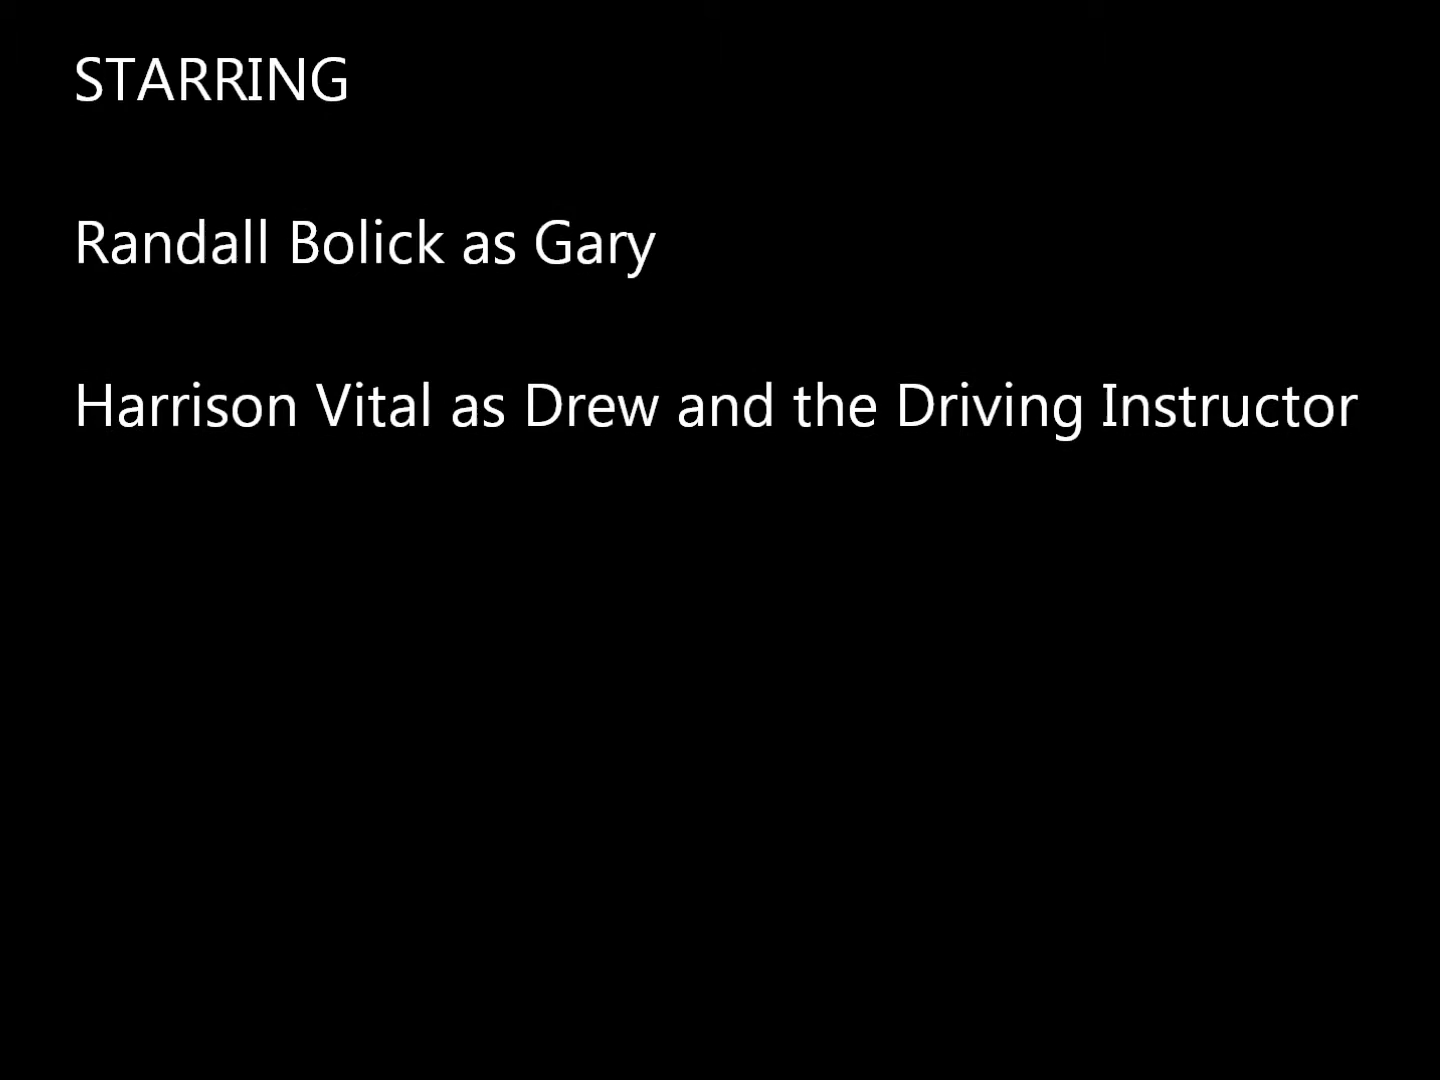 STARRING
Randall Bolick as Gary
Harrison Vital as Drew and the Driving Instructor